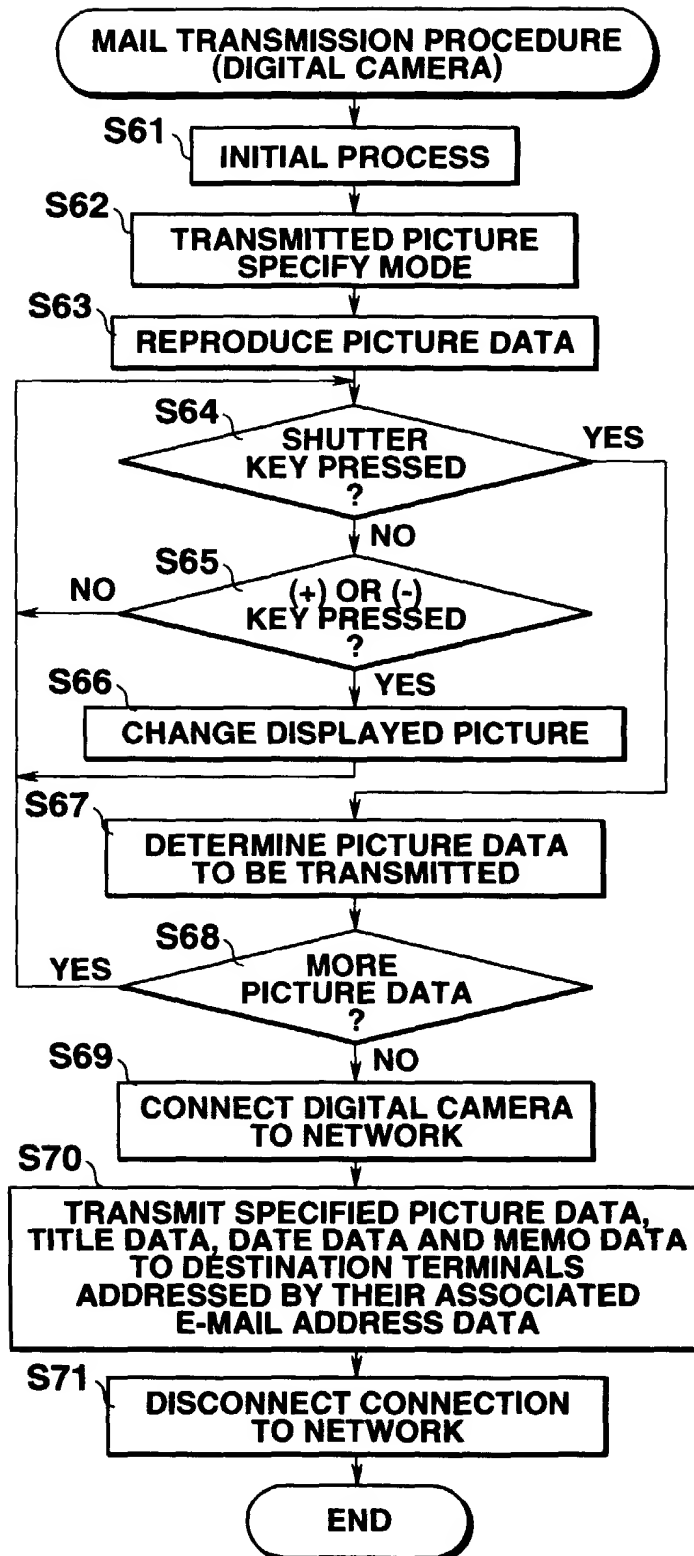 MAIL TRANSMISSION PROCEDURE
(DIGITAL CAMERA)
S61
INITIAL PROCESS
S62
TRANSMITTED PICTURE
SPECIFY MODE
S63
REPRODUCE PICTURE DATA
S64
SHUTTER
KEY PRESSED
?
YES
NO
S65
(+) OR (-)
KEY PRESSED
?
NO
YES
S66
CHANGE DISPLAYED PICTURE
S67
DETERMINE PICTURE DATA
TO BE TRANSMITTED
S68
MORE
PICTURE DATA
?
YES
NO
S69
CONNECT DIGITAL CAMERA
TO NETWORK
S70
TRANSMIT SPECIFIED PICTURE DATA,
TITLE DATA, DATE DATA AND MEMO DATA
TO DESTINATION TERMINALS
ADDRESSED BY THEIR ASSOCIATED
E-MAIL ADDRESS DATA
S71
DISCONNECT CONNECTION
TO NETWORK
END